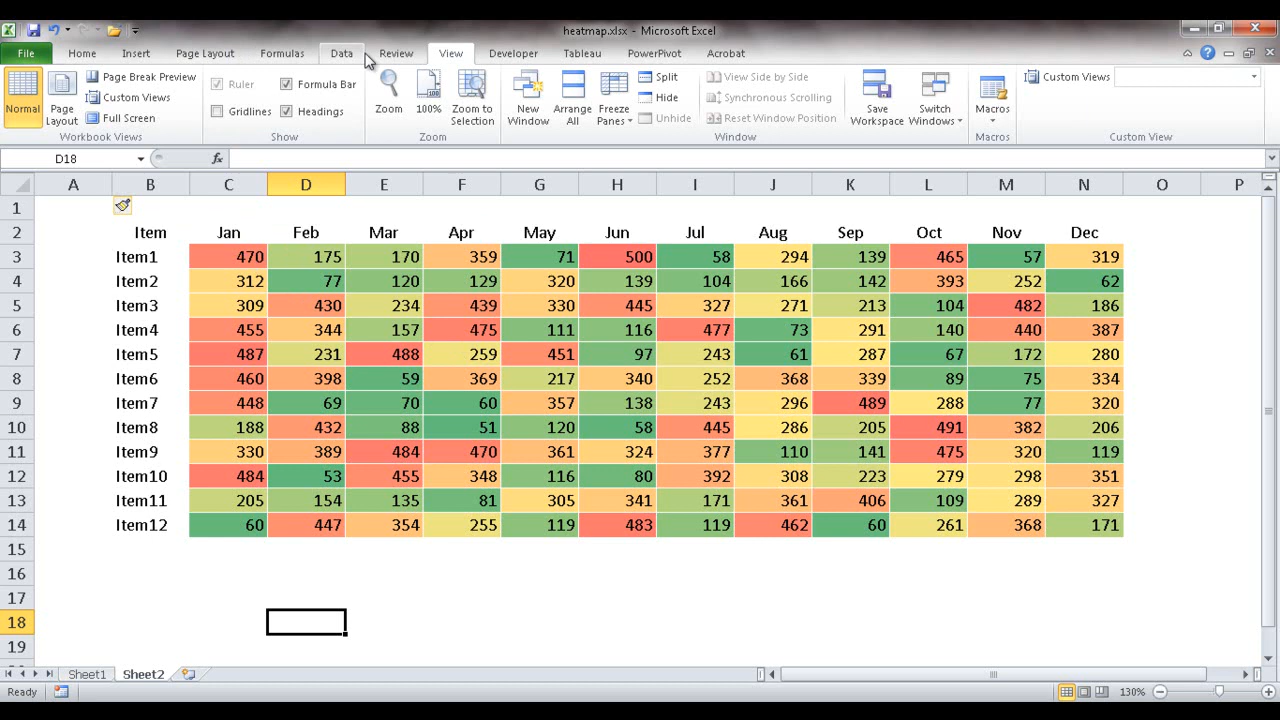 heatmap.xlsx - Microsoft Excel
File Home Insert Page Layout Formulas Data Review View Developer Tableau PowerPivot Acrobat
Normal
Page Layout
Page Break Preview
Custom Views
Full Screen
Workbook Views
Ruler
Formula Bar
Gridlines
Headings
Show
Zoom
100%
Zoom to Selection
Zoom
New Window
Arrange All
Freeze Panes
Split
Hide
Unhide
View Side by Side
Synchronous Scrolling
Reset Window Position
Window
Save Workspace
Switch Windows
Macros
Macros
Custom Views
Custom View
D18 fx
A B C D E F G H I J K L M N O P
1
2 Item Jan Feb Mar Apr May Jun Jul Aug Sep Oct Nov Dec
3 Item1 470 175 170 359 71 500 58 294 139 465 57 319
4 Item2 312 77 120 129 320 139 104 166 142 393 252 62
5 Item3 309 430 234 439 330 445 327 271 213 104 482 186
6 Item4 455 344 157 475 111 116 477 73 291 140 440 387
7 Item5 487 231 488 259 451 97 243 61 287 67 172 280
8 Item6 460 398 59 369 217 340 252 368 339 89 75 334
9 Item7 448 69 70 60 357 138 243 296 489 288 77 320
10 Item8 188 432 88 51 120 58 445 286 205 491 382 206
11 Item9 330 389 484 470 361 324 377 110 141 475 320 119
12 Item10 484 53 455 348 116 80 392 308 223 279 298 351
13 Item11 205 154 135 81 305 341 171 361 406 109 289 327
14 Item12 60 447 354 255 119 483 119 462 60 261 368 171
15
16
17
18
19
Sheet1 Sheet2
Ready 130%